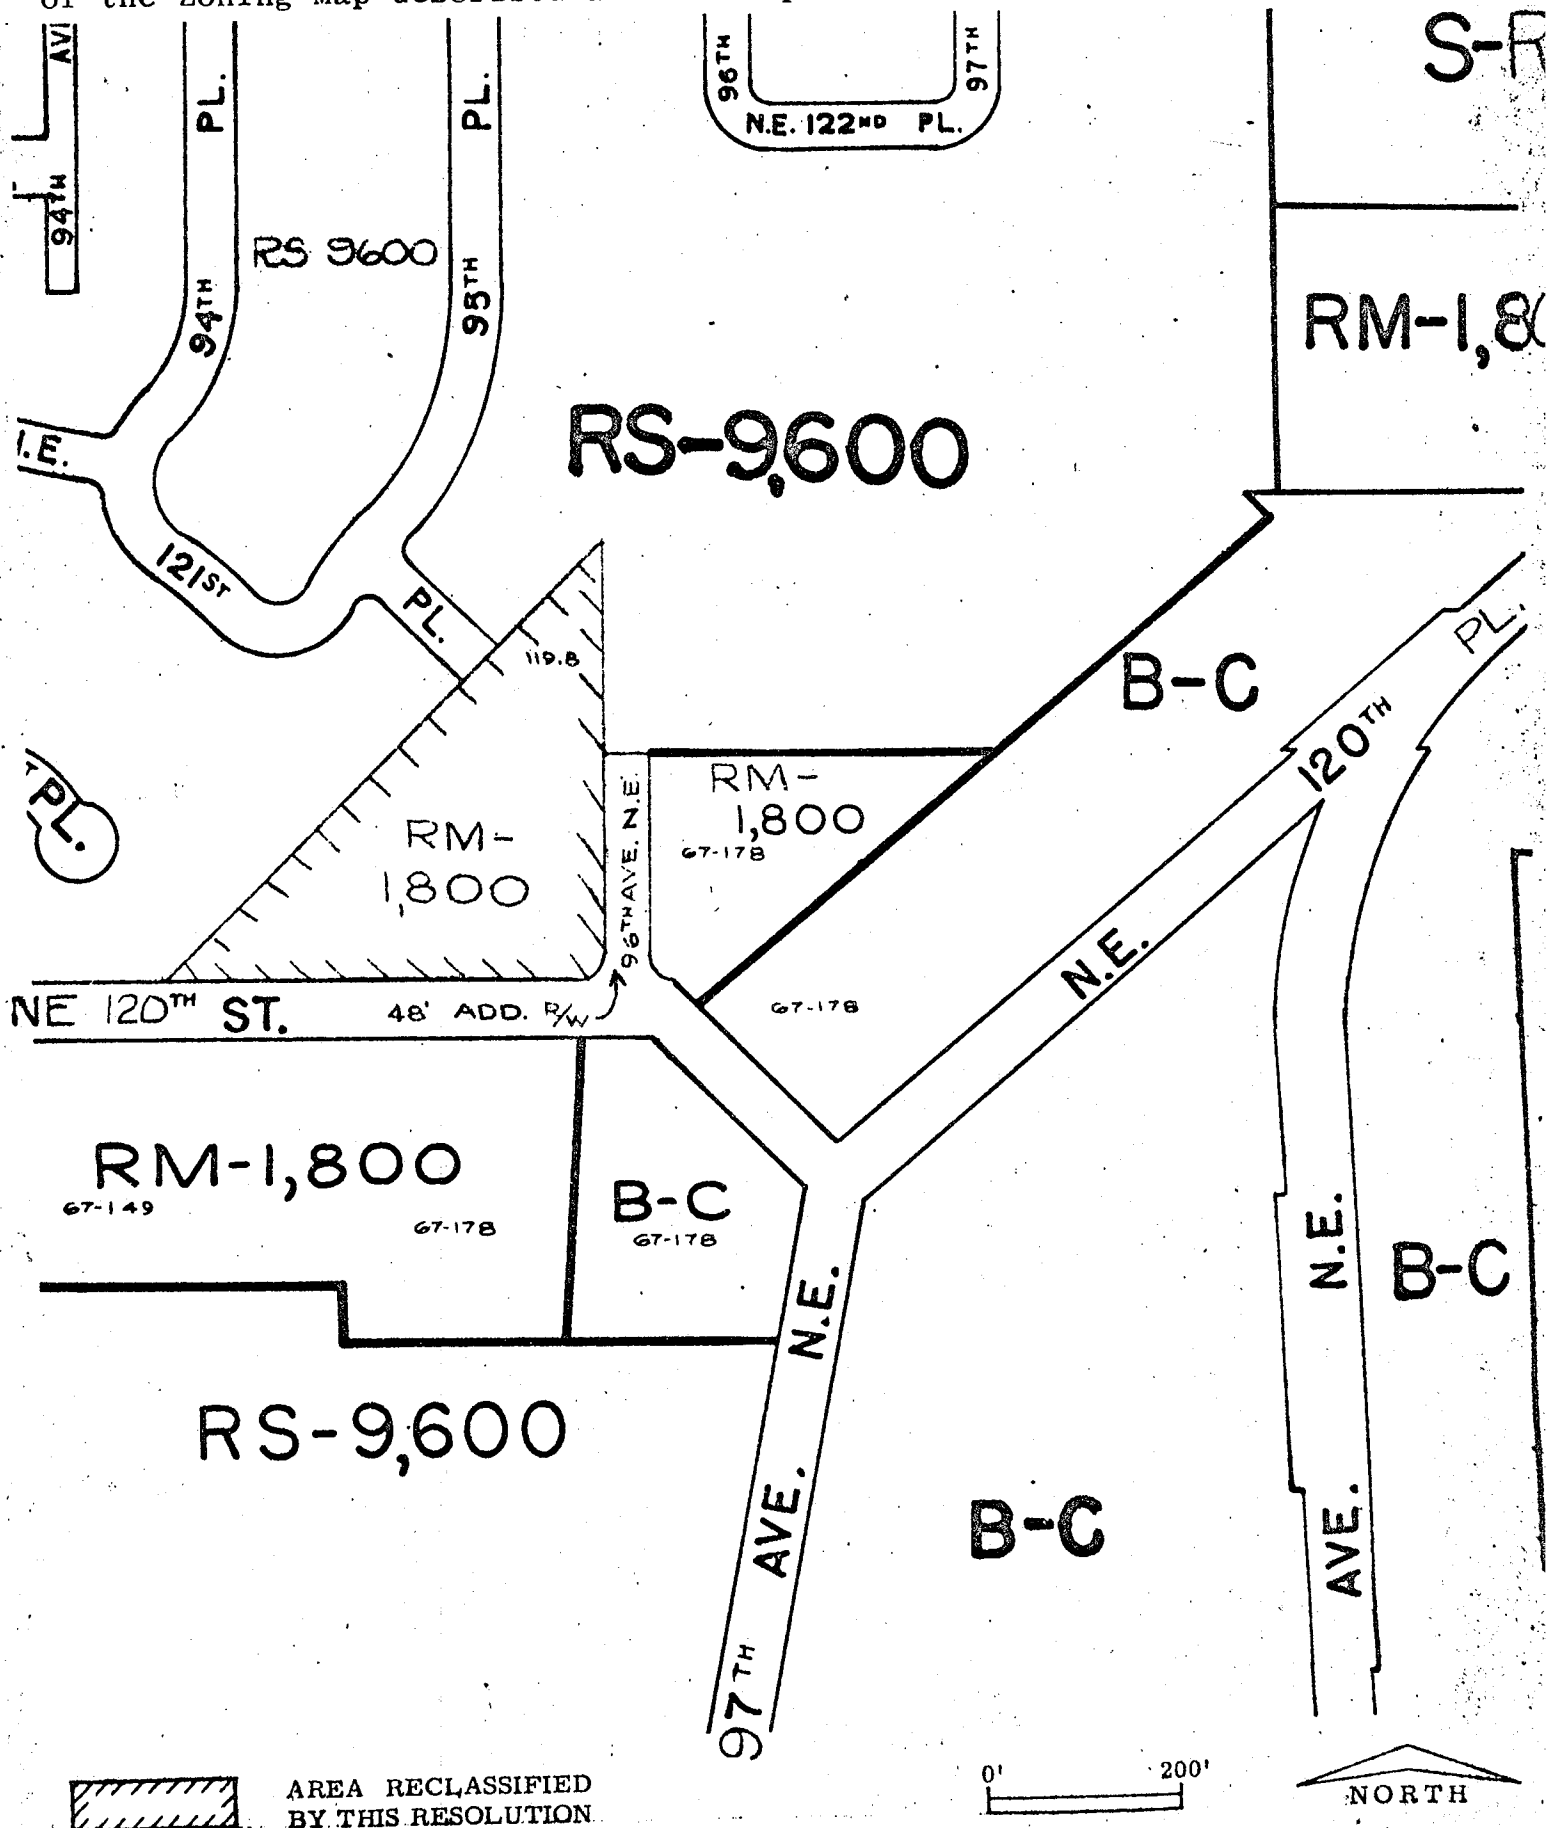 of the Zoning Map described
AVE
94TH
PL.
94TH
PL.
95TH
RS 9600
96TH
97TH
N.E. 122ND PL.
RM-1,80
RS-9,600
121ST
PL.
119.8
PL.
B-C
PL.
120TH
N.E.
RM-
1,800
RM-
1,800
67-178
96TH AVE. N.E.
NE 120TH ST.
48' ADD. R/W
67-178
RM-1,800
67-149
67-178
B-C
67-178
N.E.
AVE.
97TH
RS-9,600
B-C
N.E.
AVE.
B-C
AREA RECLASSIFIED
BY THIS RESOLUTION
0' 200'
NORTH